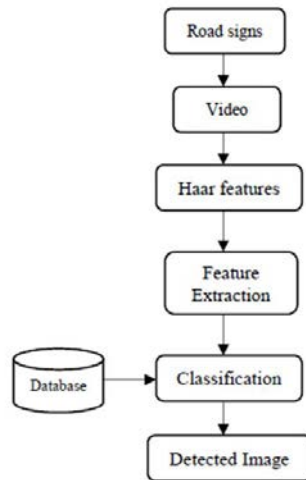 Road signs
Video
Haar features
Feature
Extraction
Database
Classification
Detected Image